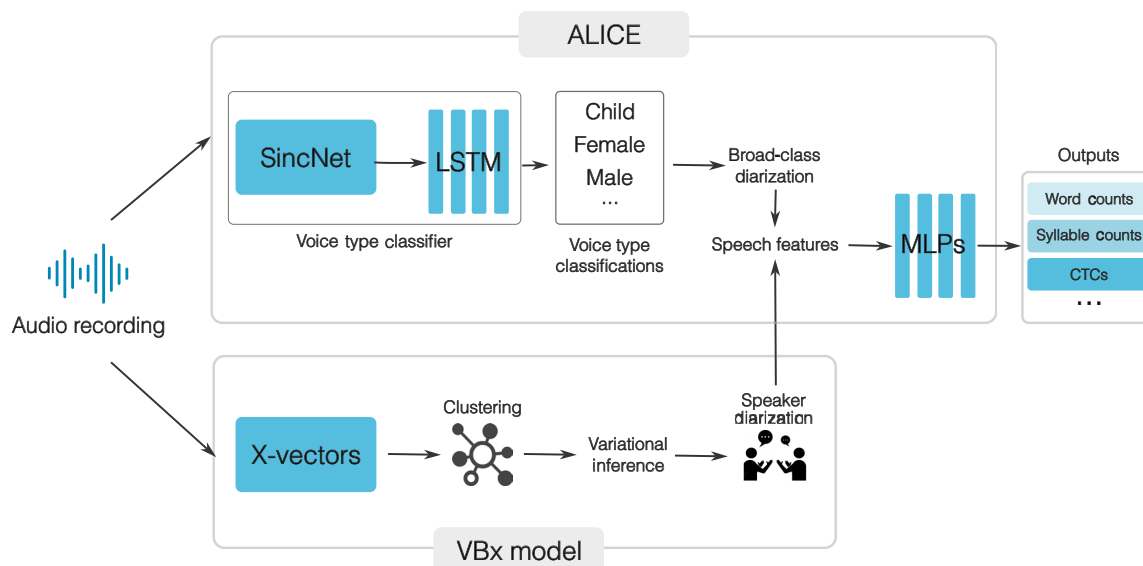 ALICE
SincNet
LSTM
Voice type classifier
Child
Female
Male
...
Voice type
classifications
Broad-class
diarization
Speech features
MLPs
Outputs
Word counts
Syllable counts
CTCs
...
Audio recording
X-vectors
Clustering
Variational
inference
Speaker
diarization
VBx model